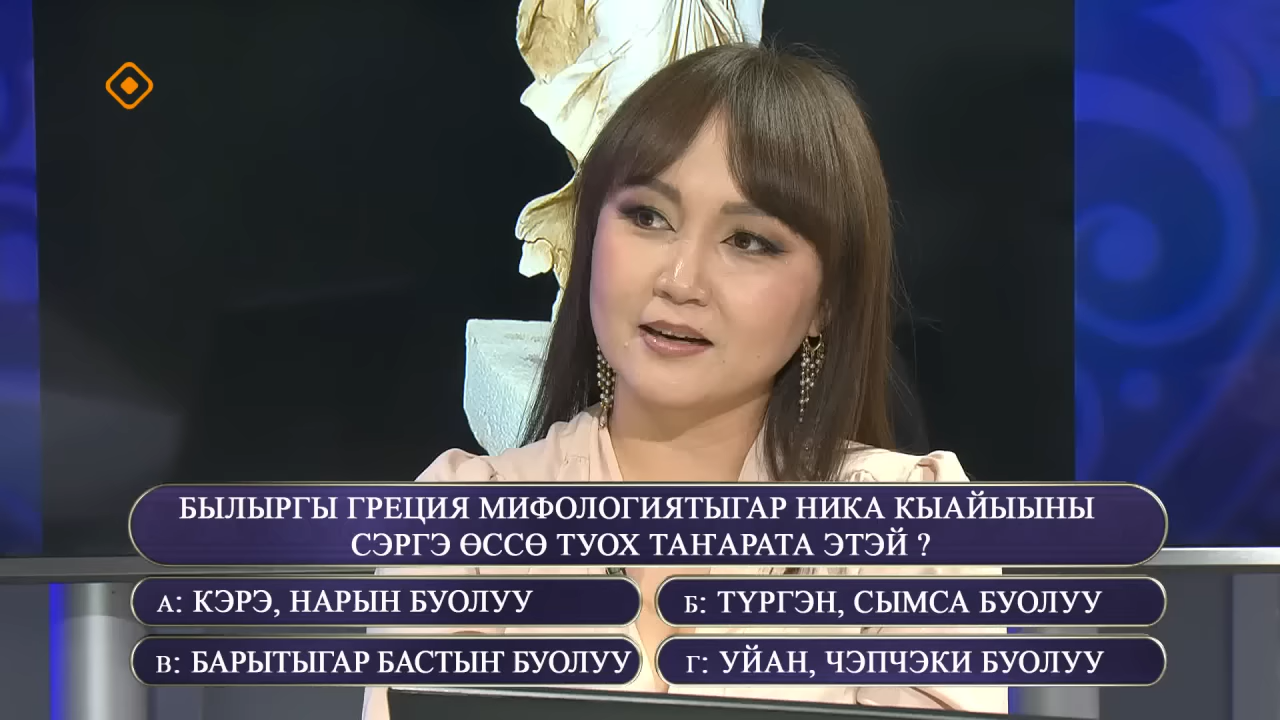 БЫЛЫРГЫ ГРЕЦИЯ МИФОЛОГИЯТЫГАР НИКА КЫАЙЫЫНЫ
СЭРГЭ ӨССӨ ТУОХ ТАҤАРАТА ЭТЭЙ ?
А: КЭРЭ, НАРЫН БУОЛУУ
Б: ТҮРГЭН, СЫМСА БУОЛУУ
В: БАРЫТЫГАР БАСТЫҤ БУОЛУУ
Г: УЙАН, ЧЭПЧЭКИ БУОЛУУ